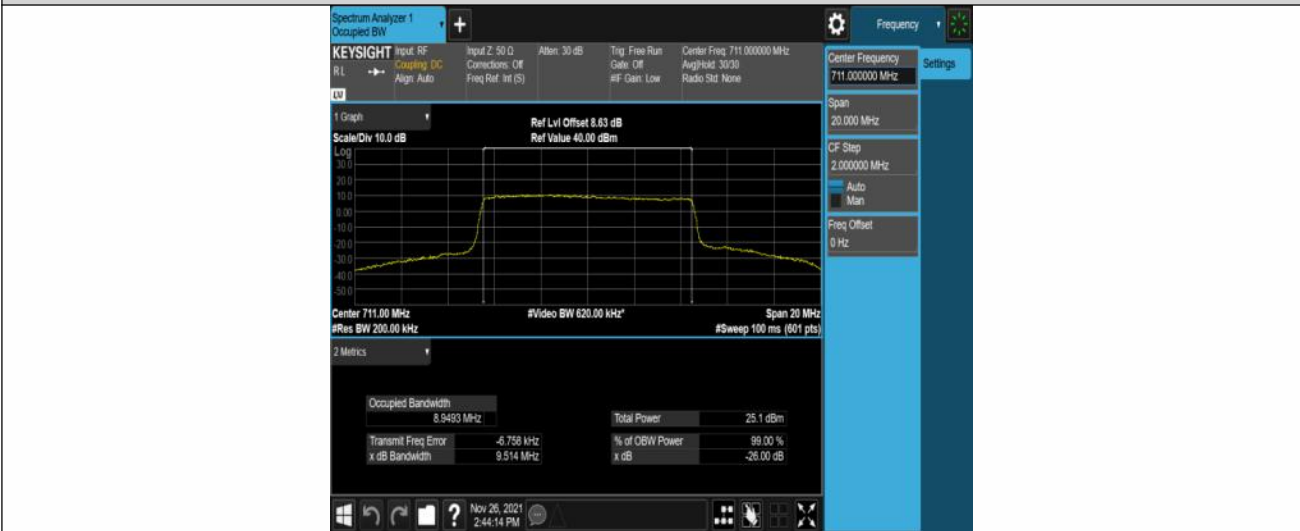 Spectrum Analyzer 1
Occupied BW
Frequency
KEYSIGHT
RL
Input: RF
Coupling: DC
Align: Auto
Input Z: 50 Ω
Corrections: Off
Freq Ref: Int (S)
Atten: 30 dB
Trig: Free Run
Gate: Off
#IF Gain: Low
Center Freq: 711.000000 MHz
Avg|Hold: 30/30
Radio Std: None
LV
Center Frequency
711.000000 MHz
Settings
Span
20.000 MHz
CF Step
2.000000 MHz
Auto
Man
Freq Offset
0 Hz
1 Graph
Scale/Div 10.0 dB
Ref Lvl Offset 8.63 dB
Ref Value 40.00 dBm
Log
30.0
20.0
10.0
0.00
-10.0
-20.0
-30.0
-40.0
-50.0
Center 711.00 MHz
#Video BW 620.00 kHz*
Span 20 MHz
#Res BW 200.00 kHz
#Sweep 100 ms (601 pts)
2 Metrics
Occupied Bandwidth
8.9493 MHz
Total Power 25.1 dBm
Transmit Freq Error -6.758 kHz
% of OBW Power 99.00 %
x dB Bandwidth 9.514 MHz
x dB -26.00 dB
Nov 26, 2021
2:44:14 PM